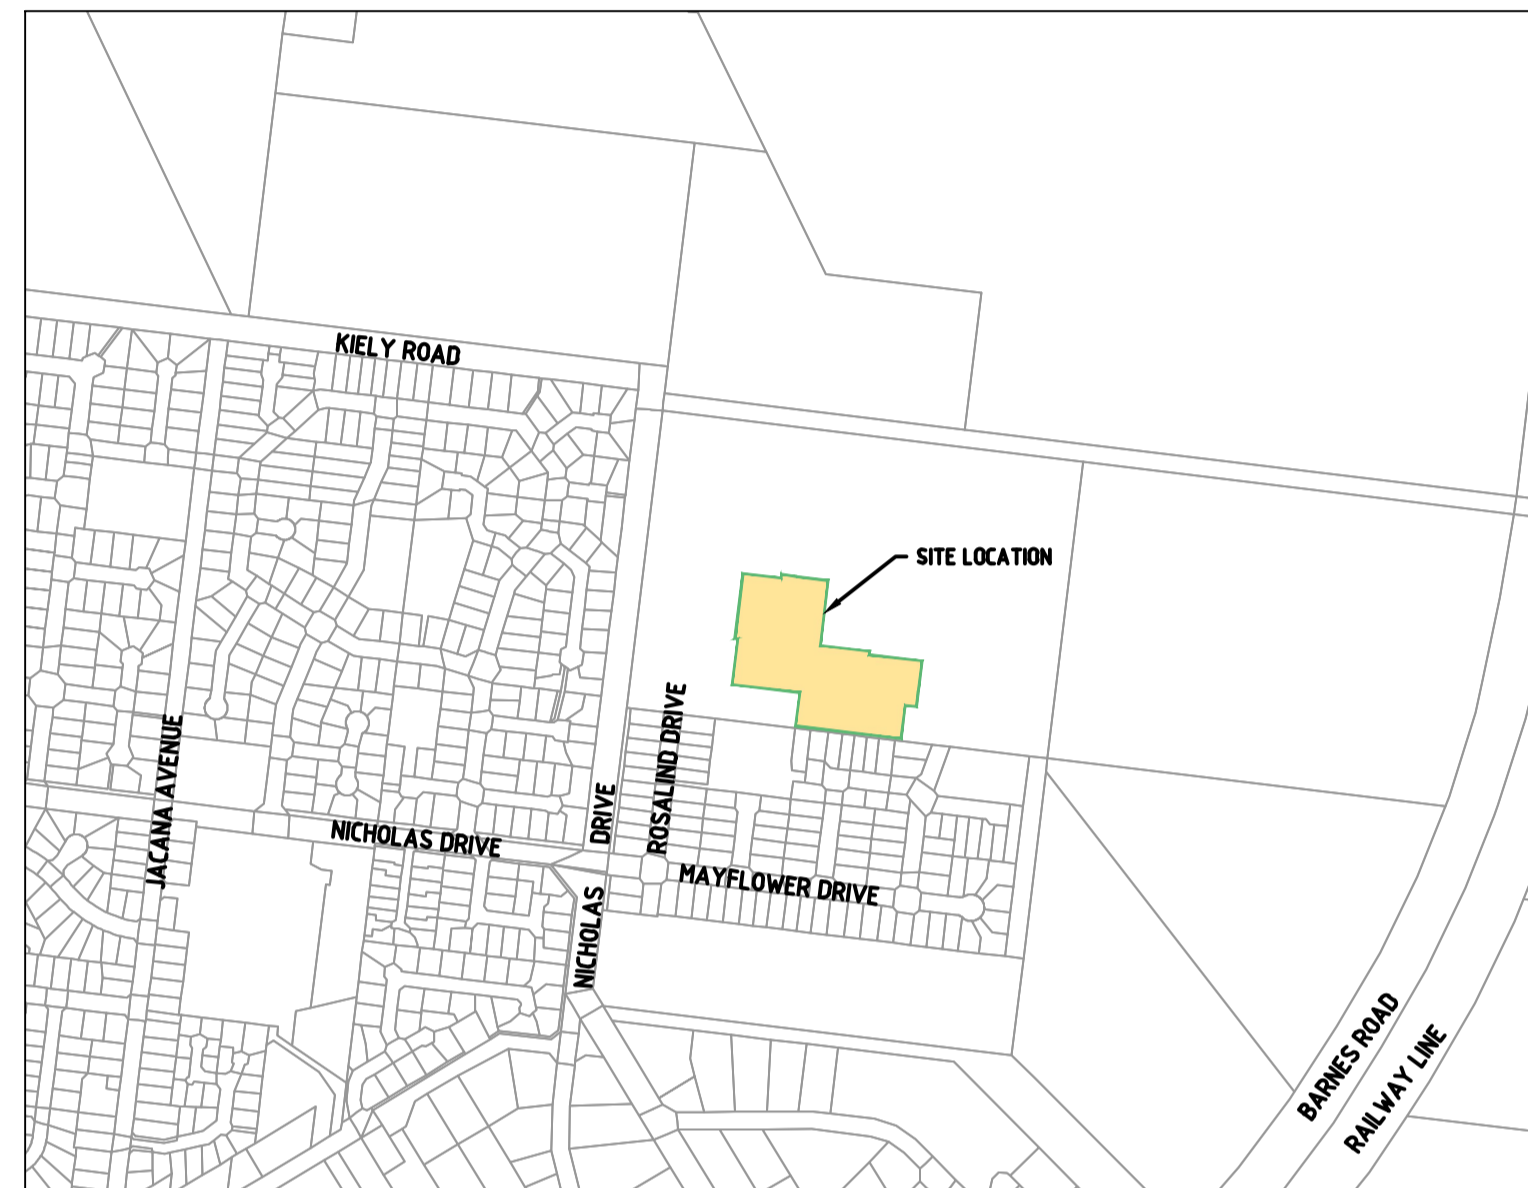 KIELY ROAD
SITE LOCATION
ROSALIND DRIVE
JACANA AVENUE
DRIVE
NICHOLAS DRIVE
MAYFLOWER DRIVE
NICHOLAS
BARNES ROAD
RAILWAY LINE